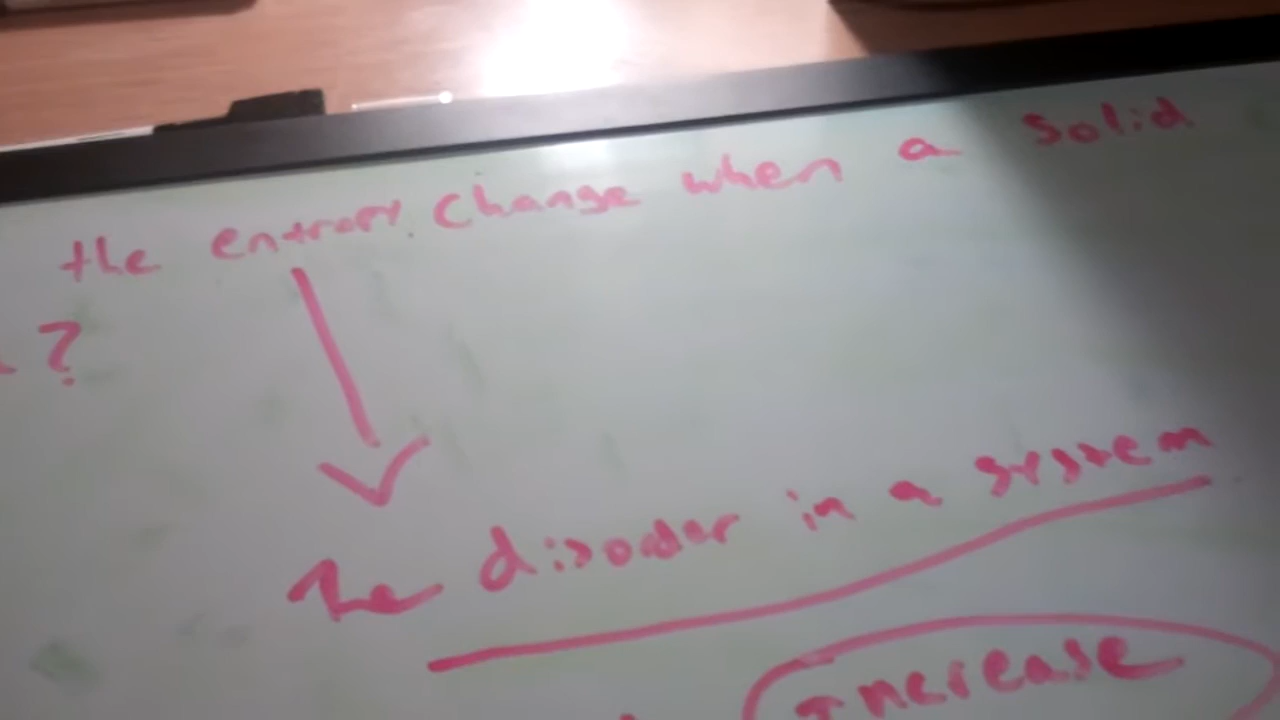 the entropy change when a solid
?
The disorder in a system
increase